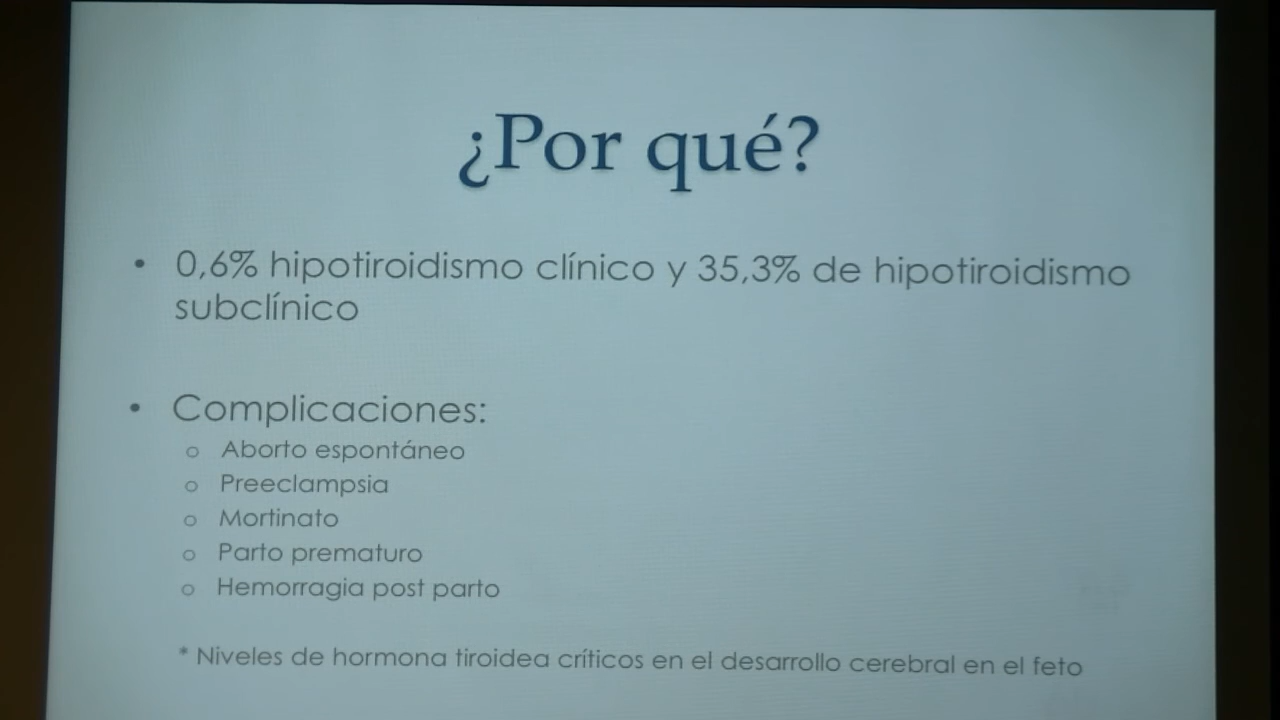 ¿Por qué?
• 0,6% hipotiroidismo clínico y 35,3% de hipotiroidismo
subclínico
• Complicaciones:
o Aborto espontáneo
o Preeclampsia
o Mortinato
o Parto prematuro
o Hemorragia post parto
* Niveles de hormona tiroidea críticos en el desarrollo cerebral en el feto